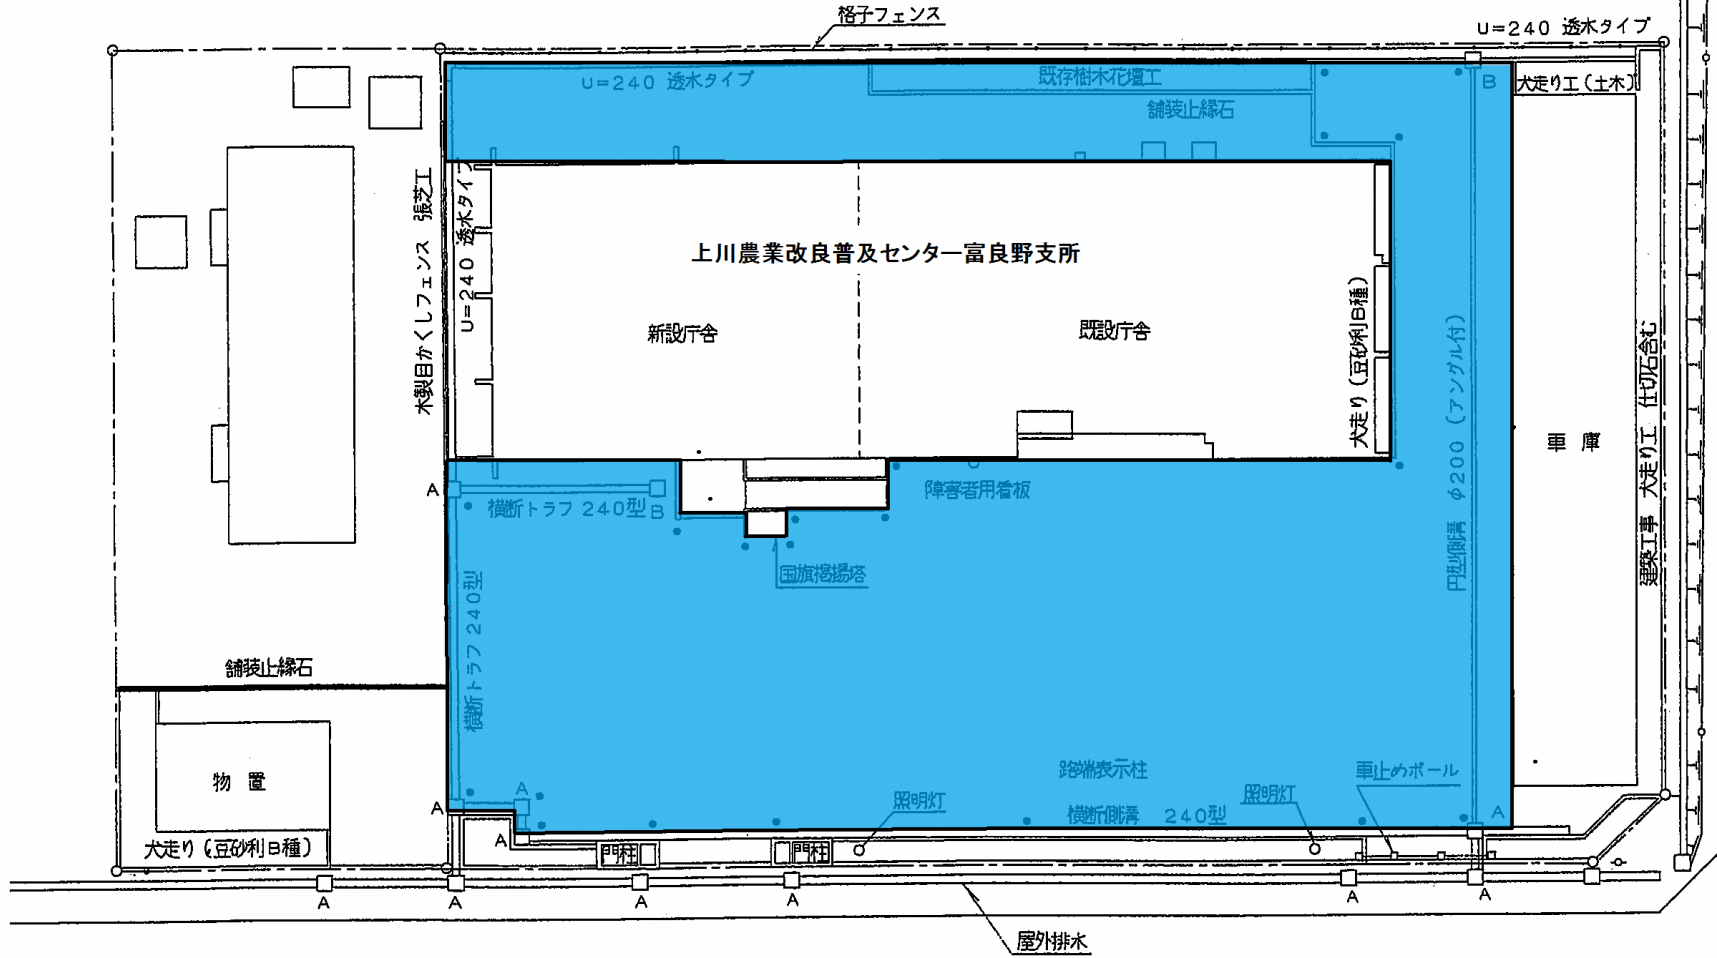 格子フェンス
U=240 透水タイプ
U=240 透水タイプ
既存樹木花壇工
B
犬走り工(土木)
舗装止縁石
木製目かくしフェンス 張芝工
U=240 透水タイプ
上川農業改良普及センター富良野支所
新設庁舎
既設庁舎
犬走り(豆砂利B種)
円型側溝 φ200 (アングル付)
車 庫
建築工事 犬走り工 仕切石含む
A
横断トラフ 240型
B
障害者用看板
国旗掲揚塔
横断トラフ 240型
舗装止縁石
物 置
犬走り(豆砂利B種)
路端表示柱
車止めポール
A
照明灯
照明灯
横断側溝 240型
A
A
A
門柱
門柱
A
A
A
A
A
A
屋外排水